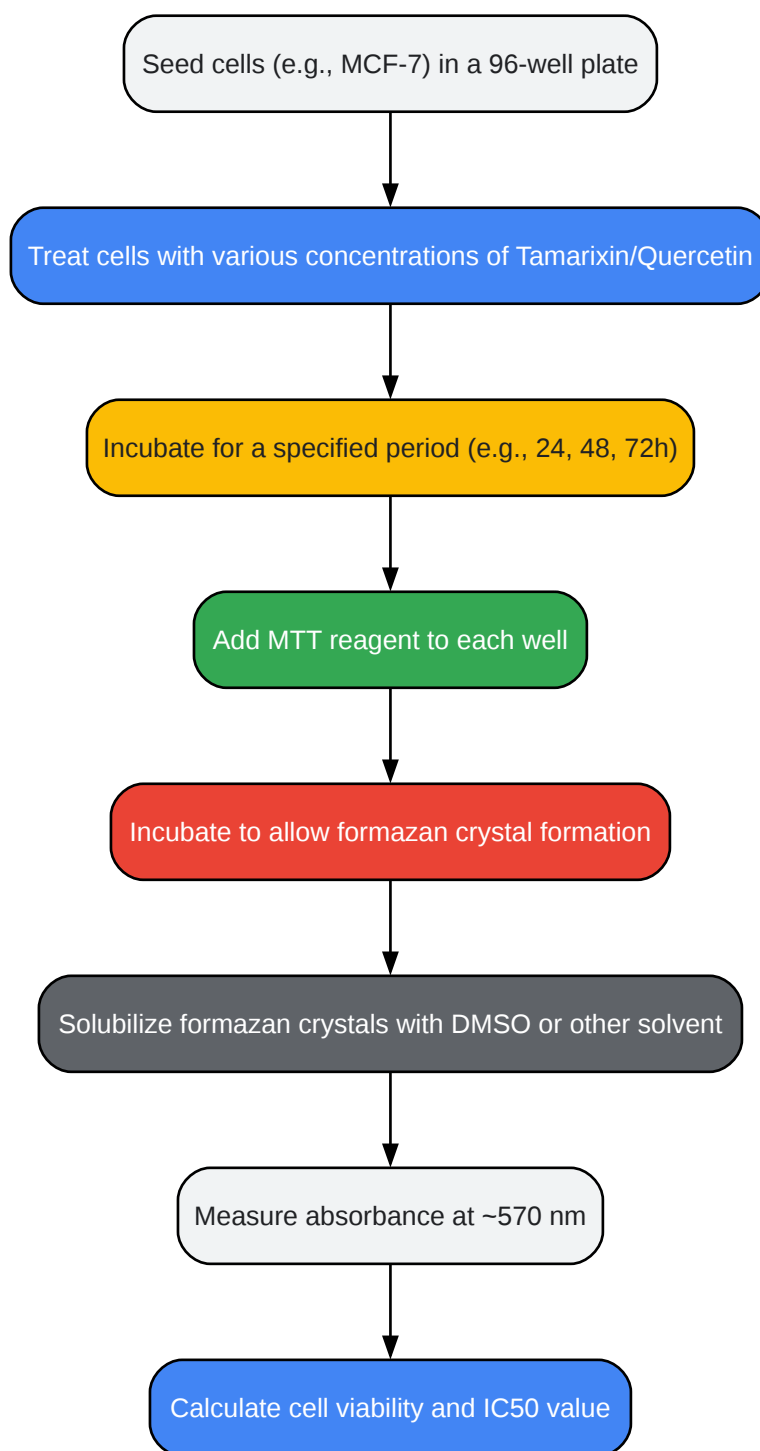 Seed cells (e.g., MCF-7) in a 96-well plate
Treat cells with various concentrations of Tamarixin/Quercetin
Incubate for a specified period (e.g., 24, 48, 72h)
Add MTT reagent to each well
Incubate to allow formazan crystal formation
Solubilize formazan crystals with DMSO or other solvent
Measure absorbance at ~570 nm
Calculate cell viability and IC50 value